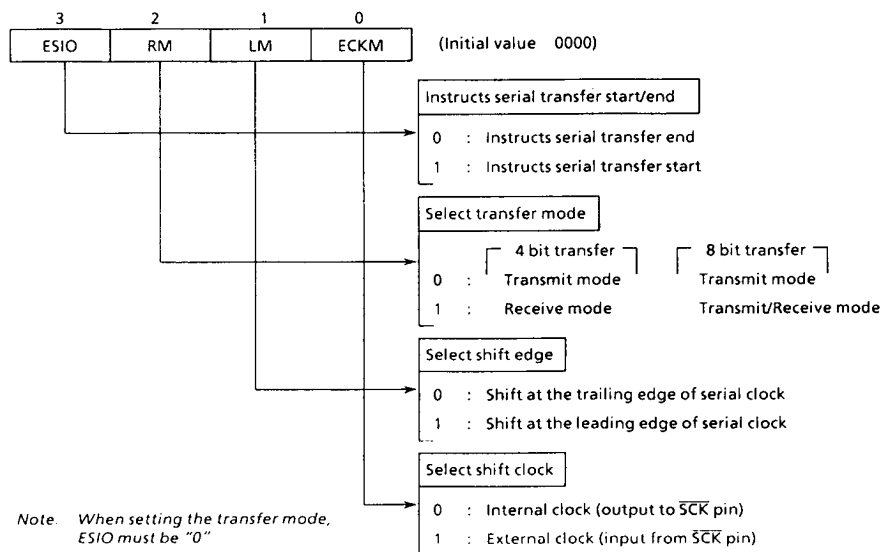 3 2 1 0
ESIO RM LM ECKM (Initial value 0000)
Instructs serial transfer start/end
0 : Instructs serial transfer end
1 : Instructs serial transfer start
Select transfer mode
4 bit transfer 8 bit transfer
0 : Transmit mode Transmit mode
1 : Receive mode Transmit/Receive mode
Select shift edge
0 : Shift at the trailing edge of serial clock
1 : Shift at the leading edge of serial clock
Select shift clock
0 : Internal clock (output to S̅C̅K̅ pin)
1 : External clock (input from S̅C̅K̅ pin)
Note. When setting the transfer mode,
ESIO must be "0"